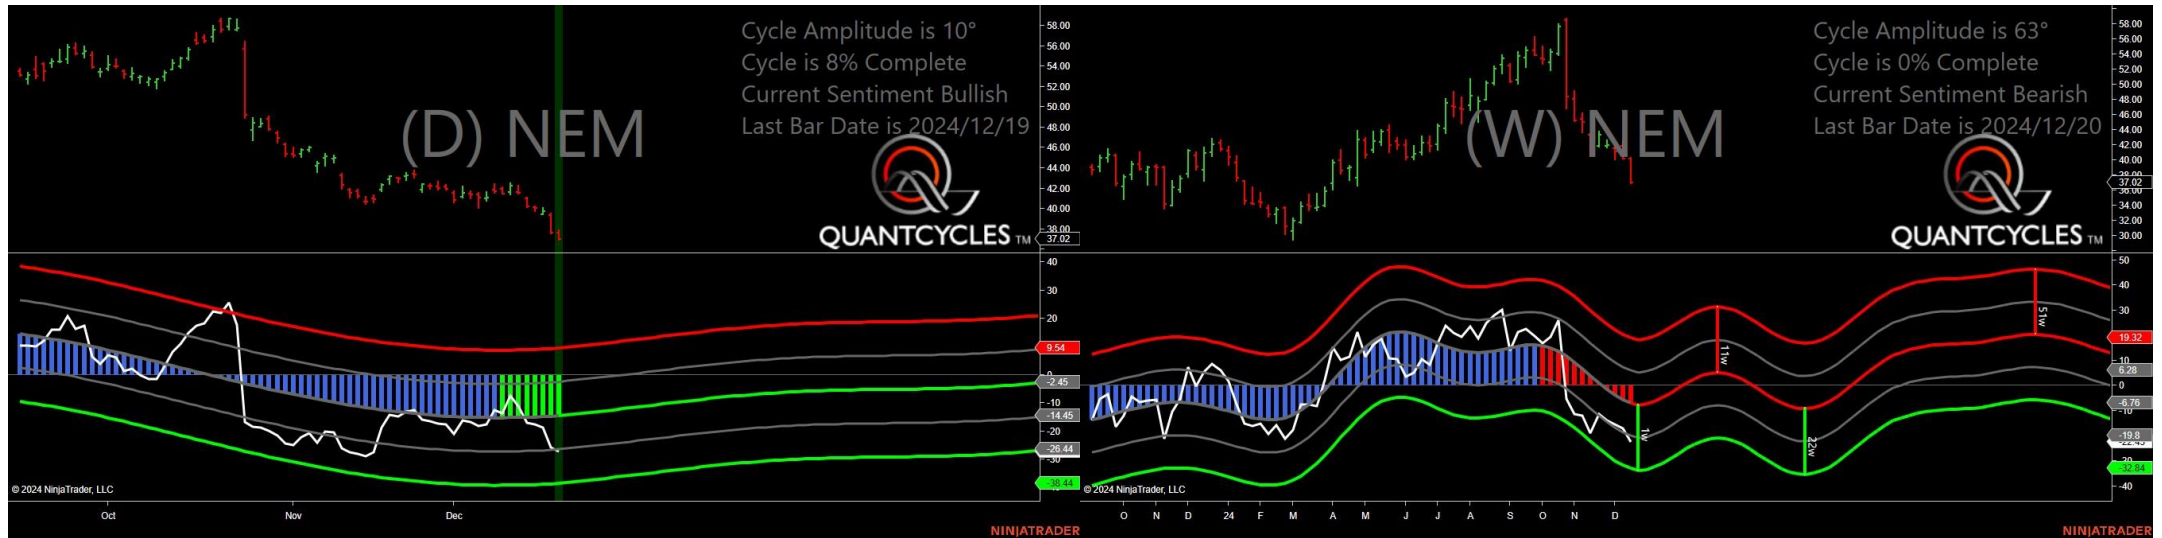 Cycle Amplitude is 10°
Cycle is 8% Complete
Current Sentiment Bullish
Last Bar Date is 2024/12/19
(D) NEM
QUANTCYCLES TM
58.00
56.00
54.00
52.00
50.00
48.00
46.00
44.00
42.00
40.00
38.00
37.02
40
30
20
9.54
0
-2.45
-10
-14.45
-20
-26.44
-30
-38.44
© 2024 NinjaTrader, LLC
Oct
Nov
Dec
NINJATRADER
Cycle Amplitude is 63°
Cycle is 0% Complete
Current Sentiment Bearish
Last Bar Date is 2024/12/20
(W) NEM
QUANTCYCLES TM
58.00
56.00
54.00
52.00
50.00
48.00
46.00
44.00
42.00
40.00
37.02
36.00
34.00
32.00
30.00
50
40
30
19.32
10
6.28
0
-6.76
-10
-19.8
-30
-32.84
-40
1w
11w
22w
51w
© 2024 NinjaTrader, LLC
O N D 24 F M A M J J A S O N D
NINJATRADER